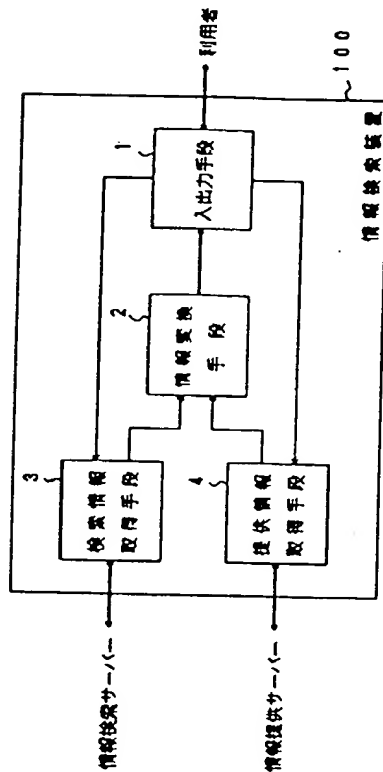 情報検索サーバー
情報提供サーバー
3
検索情報
取得手段
4
提供情報
取得手段
2
情報変換
手段
1
入出力手段
利用者
情報検索装置
100